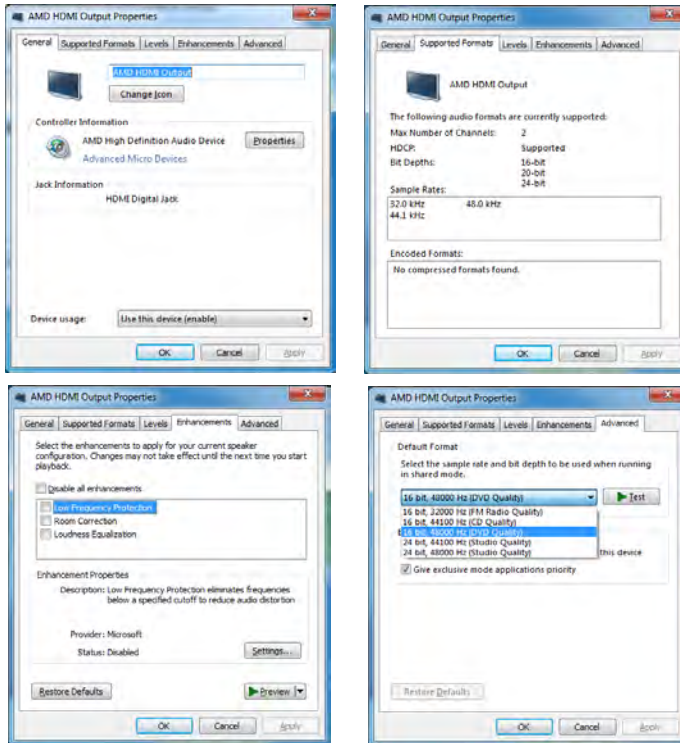 AMD HDMI Output Properties
General Supported Formats Levels Enhancements Advanced
AMD HDMI Output
Change Icon
Controller Information
AMD High Definition Audio Device Properties
Advanced Micro Devices
Jack Information
HDMI Digital Jack
Device usage: Use this device (enable)
OK Cancel Apply
AMD HDMI Output Properties
General Supported Formats Levels Enhancements Advanced
AMD HDMI Output
The following audio formats are currently supported:
Max Number of Channels: 2
HDCP: Supported
Bit Depths: 16-bit
20-bit
24-bit
Sample Rates:
32.0 kHz 48.0 kHz
44.1 kHz
Encoded Formats:
No compressed formats found.
OK Cancel Apply
AMD HDMI Output Properties
General Supported Formats Levels Enhancements Advanced
Select the enhancements to apply for your current speaker
configuration. Changes may not take effect until the next time you start
playback.
Disable all enhancements
Low Frequency Protection
Room Correction
Loudness Equalization
Enhancement Properties
Description: Low Frequency Protection eliminates frequencies
below a specified cutoff to reduce audio distortion
Provider: Microsoft
Status: Disabled Settings...
Restore Defaults Preview
OK Cancel Apply
AMD HDMI Output Properties
General Supported Formats Levels Enhancements Advanced
Default Format
Select the sample rate and bit depth to be used when running
in shared mode.
16 bit, 48000 Hz (DVD Quality) Test
16 bit, 32000 Hz (FM Radio Quality)
16 bit, 44100 Hz (CD Quality)
16 bit, 48000 Hz (DVD Quality)
24 bit, 44100 Hz (Studio Quality)
24 bit, 48000 Hz (Studio Quality) this device
Give exclusive mode applications priority
Restore Defaults
OK Cancel Apply